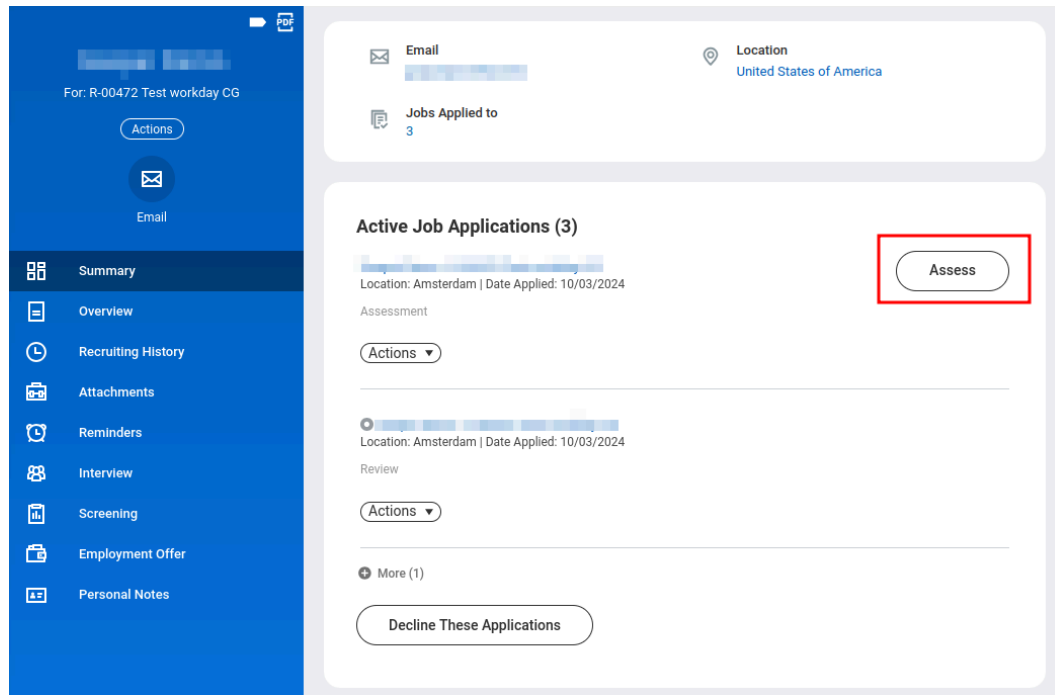 PDF
For: R-00472 Test workday CG
Actions
Email
Summary
Overview
Recruiting History
Attachments
Reminders
Interview
Screening
Employment Offer
Personal Notes
Email
Location
United States of America
Jobs Applied to
3
Active Job Applications (3)
Assess
Location: Amsterdam | Date Applied: 10/03/2024
Assessment
Actions
Location: Amsterdam | Date Applied: 10/03/2024
Review
Actions
More (1)
Decline These Applications